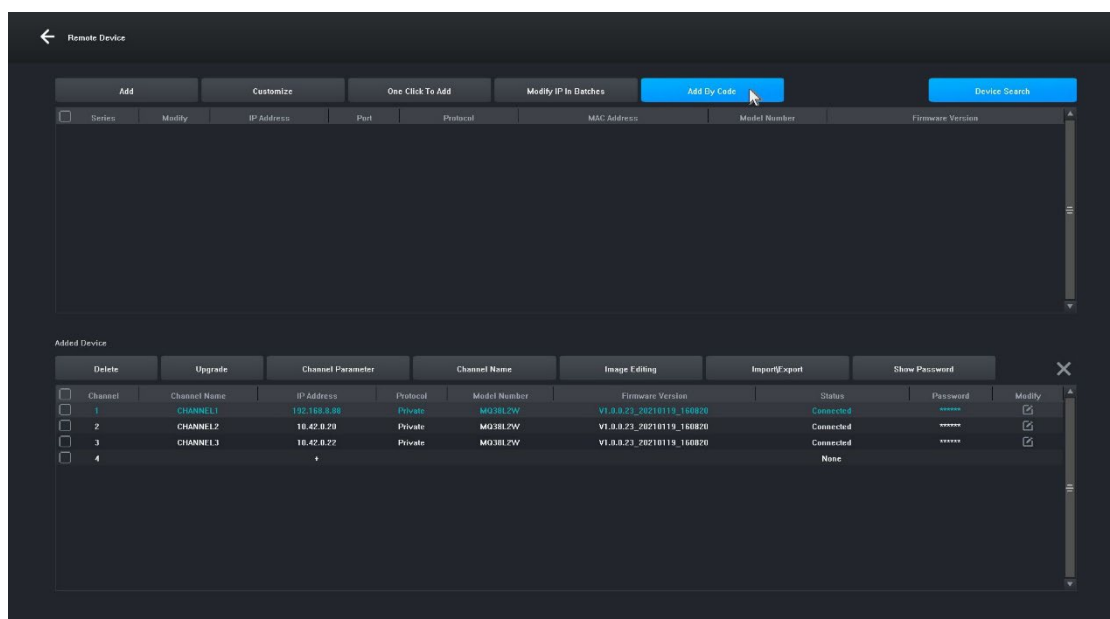 Remote Device
Add Customize One Click To Add Modify IP In Batches Add By Code Device Search
Series Modify IP Address Port Protocol MAC Address Model Number Firmware Version
Added Device
Delete Upgrade Channel Parameter Channel Name Image Editing Import\Export Show Password
Channel Channel Name IP Address Protocol Model Number Firmware Version Status Password Modify
1 CHANNEL1 192.168.8.88 Private MQ38L2W V1.0.0.23_20210119_160820 Connected ******
2 CHANNEL2 10.42.0.20 Private MQ38L2W V1.0.0.23_20210119_160820 Connected ******
3 CHANNEL3 10.42.0.22 Private MQ38L2W V1.0.0.23_20210119_160820 Connected ******
4 + None